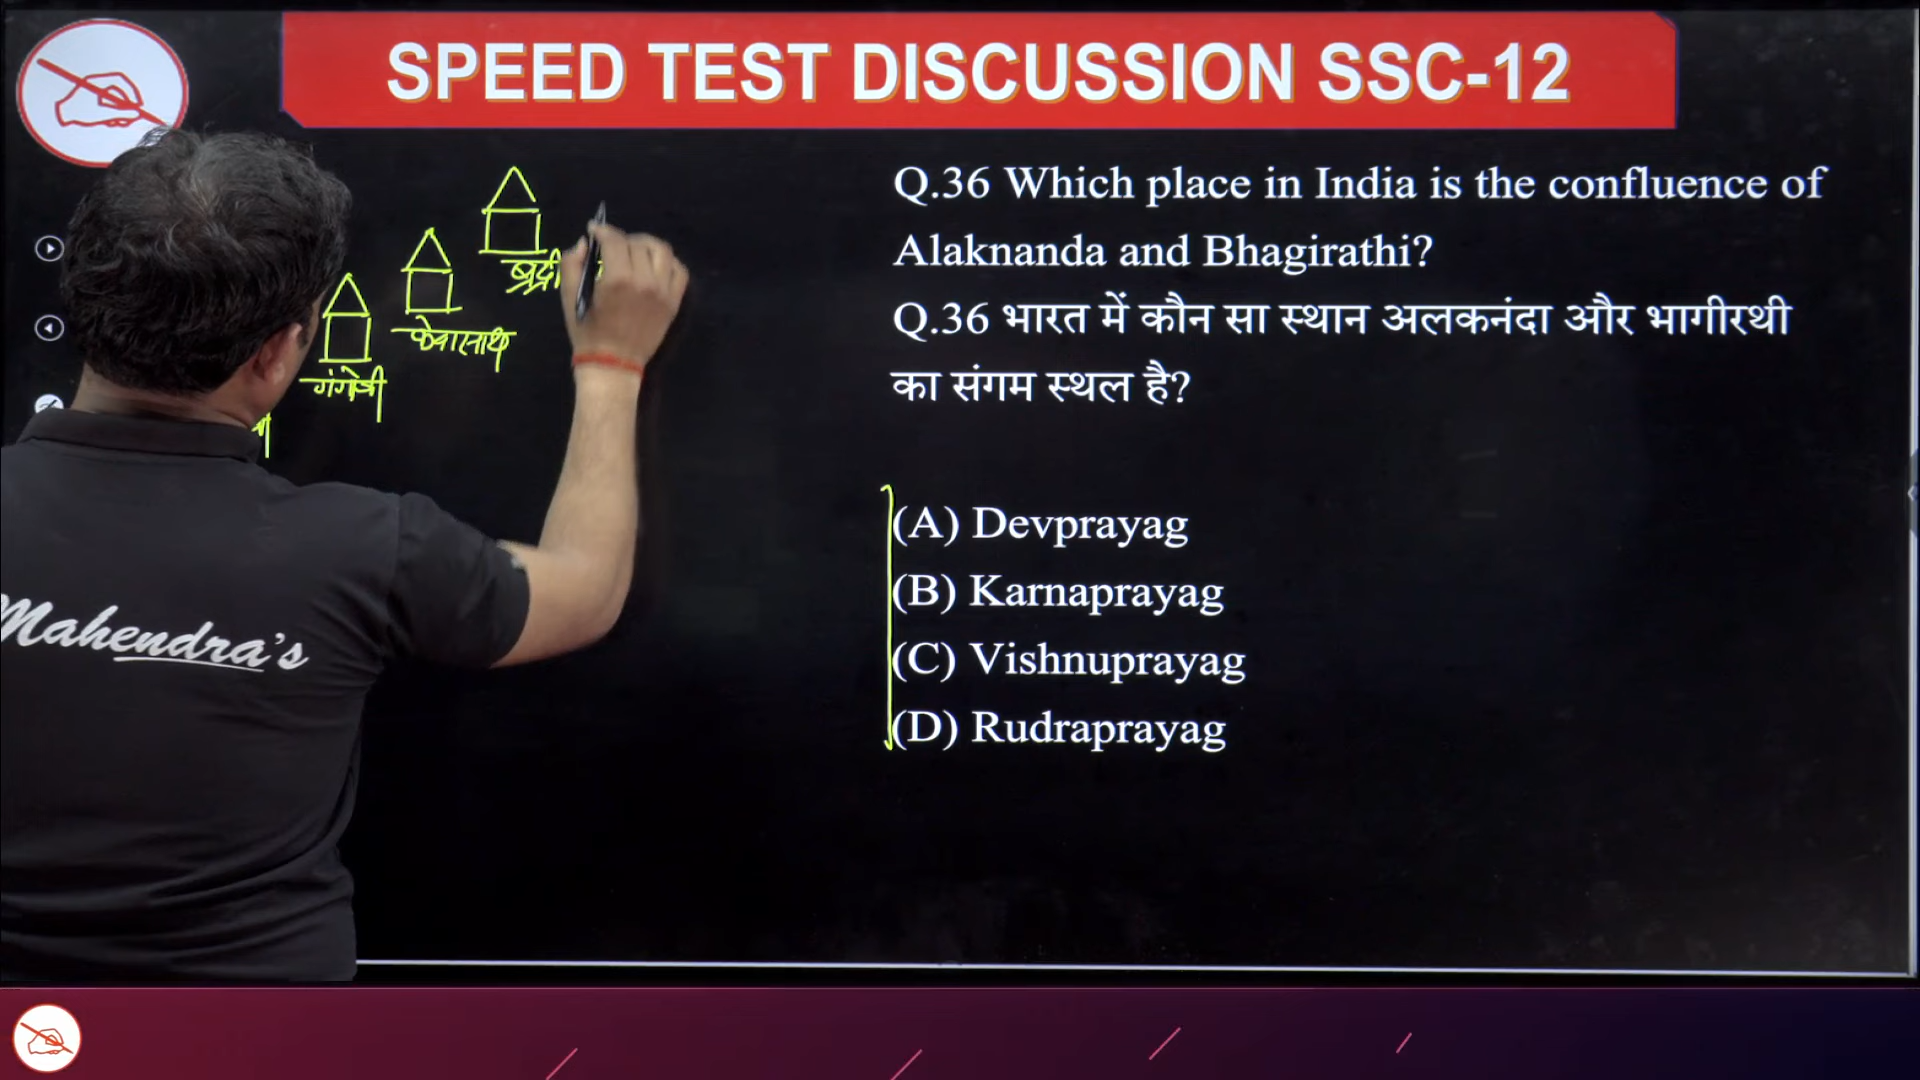 SPEED TEST DISCUSSION SSC-12
Q.36 Which place in India is the confluence of
Alaknanda and Bhagirathi?
Q.36 भारत में कौन सा स्थान अलकनंदा और भागीरथी
का संगम स्थल है?
(A) Devprayag
(B) Karnaprayag
(C) Vishnuprayag
(D) Rudraprayag
बद्री
गंगोत्री
Mahendra's